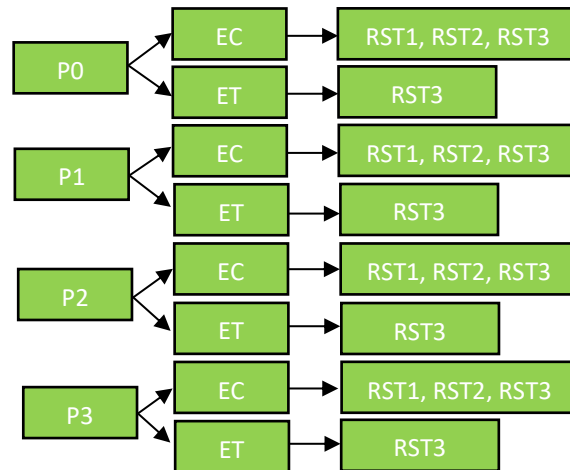 EC
RST1, RST2, RST3
P0
ET
RST3
EC
RST1, RST2, RST3
P1
ET
RST3
EC
RST1, RST2, RST3
P2
ET
RST3
EC
RST1, RST2, RST3
P3
ET
RST3